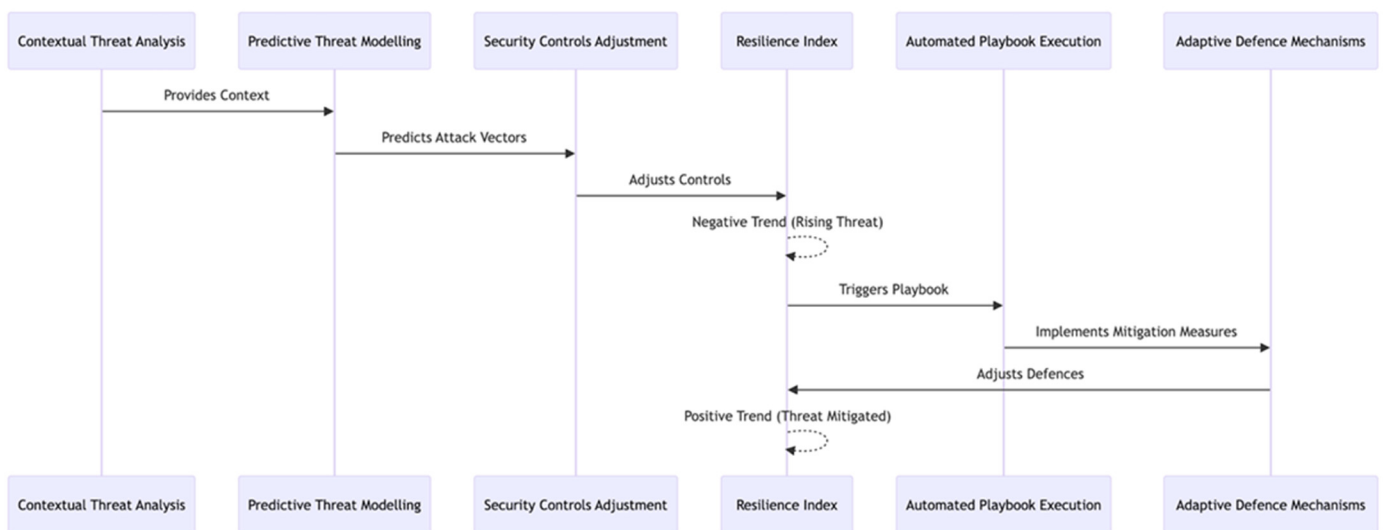 Contextual Threat Analysis
Predictive Threat Modelling
Security Controls Adjustment
Resilience Index
Automated Playbook Execution
Adaptive Defence Mechanisms
Provides Context
Predicts Attack Vectors
Adjusts Controls
Negative Trend (Rising Threat)
Triggers Playbook
Implements Mitigation Measures
Adjusts Defences
Positive Trend (Threat Mitigated)
Contextual Threat Analysis
Predictive Threat Modelling
Security Controls Adjustment
Resilience Index
Automated Playbook Execution
Adaptive Defence Mechanisms